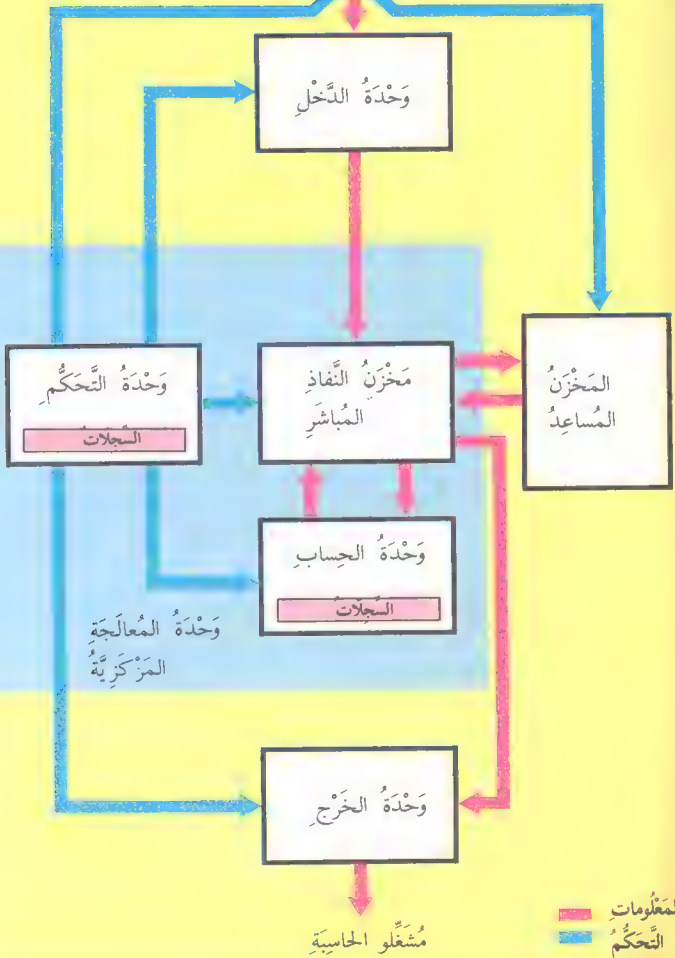 وَحْدَةُ الدَّخْلِ
وَحْدَةُ التَّحَكُّمِ
السِّجلات
مَخْزَنُ النَّفاذِ
المُباشَرِ
المَخْزَنُ
المُساعِدُ
وَحْدَةُ الحِسابِ
السِّجِلّاتُ
وَحْدَةُ المُعالَجَةِ
المَرْكَزِيَّةُ
وَحْدَةُ الخَرْجِ
مُشَغِّلو الحاسِبَةِ
المَعْلُوماتِ
التَّحَكُّمُ